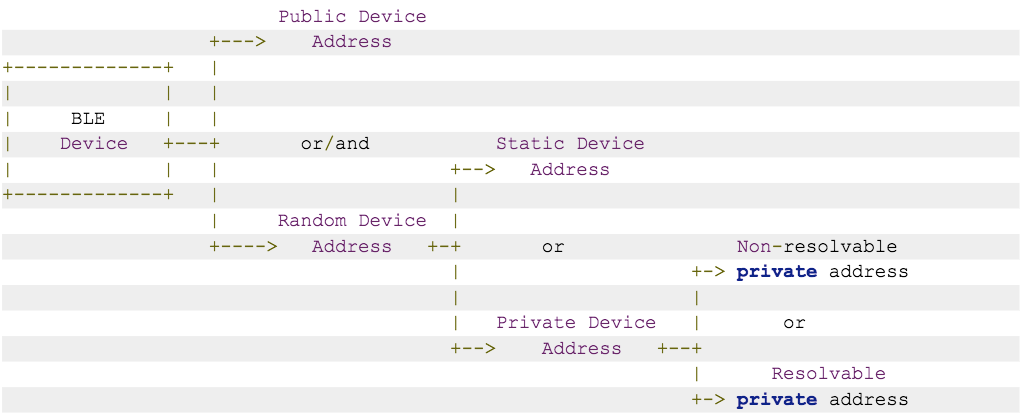 Public Device
+---> Address
+-------------+ |
| | |
| BLE | |
| Device +---+ or/and Static Device
| | | +--> Address
+-------------+ | |
| Random Device |
+----> Address +-+ or Non-resolvable
| +-> private address
| |
| Private Device | or
+--> Address +--+
| Resolvable
+-> private address